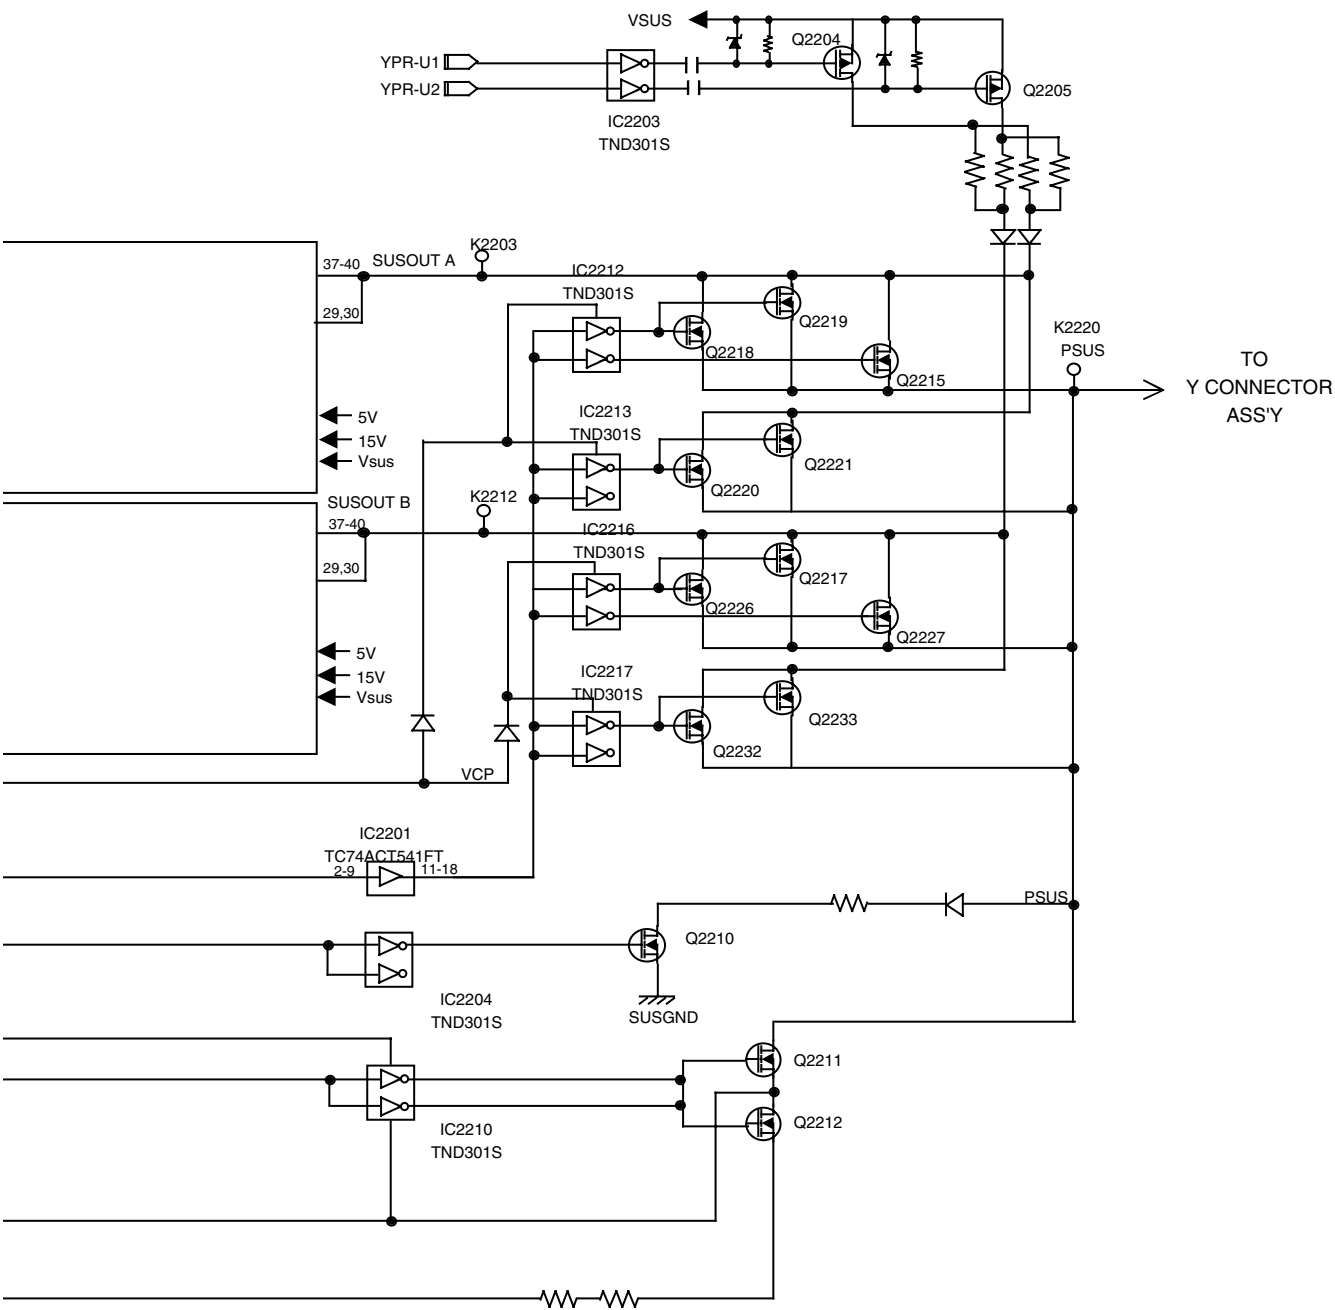 VSUS
Q2204
YPR-U1
YPR-U2
Q2205
IC2203
TND301S
37-40
SUSOUT A
K2203
29,30
IC2212
TND301S
Q2219
Q2218
Q2215
K2220
PSUS
TO
Y CONNECTOR
ASS'Y
5V
15V
Vsus
IC2213
TND301S
Q2221
Q2220
SUSOUT B
K2212
37-40
29,30
IC2216
TND301S
Q2217
Q2226
Q2227
5V
15V
Vsus
IC2217
TND301S
Q2233
Q2232
VCP
IC2201
TC74ACT541FT
2-9
11-18
PSUS
Q2210
IC2204
TND301S
SUSGND
Q2211
Q2212
IC2210
TND301S